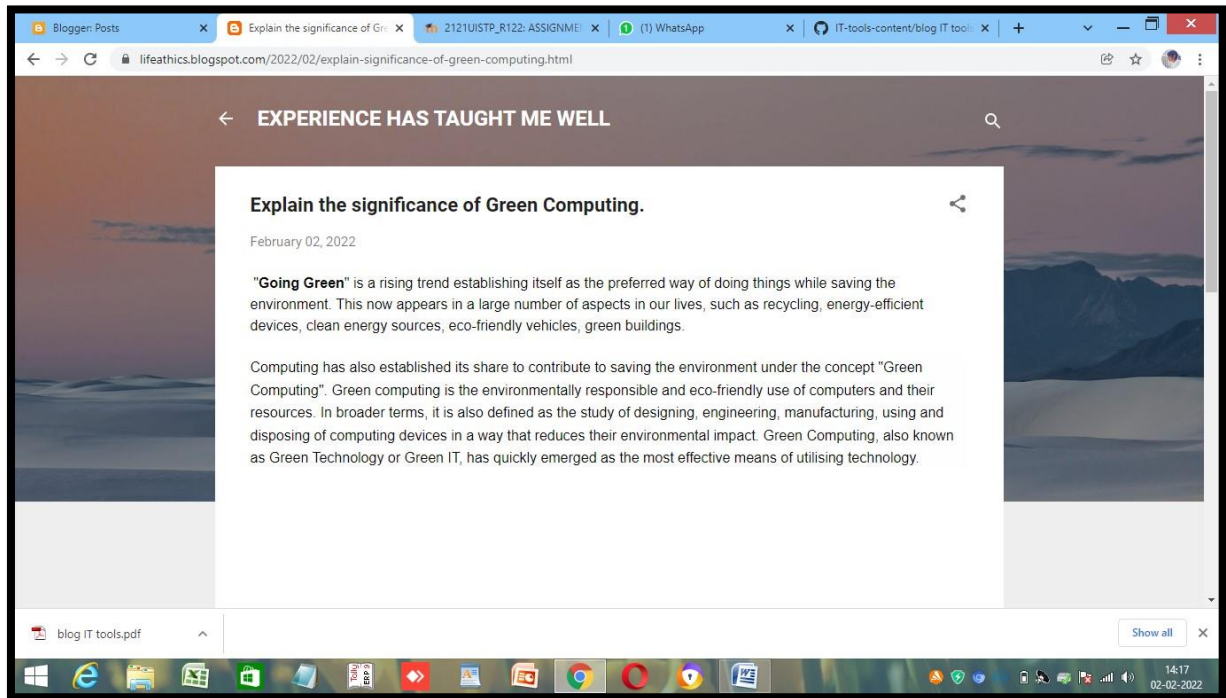 Blogger: Posts
Explain the significance of Gre
2121UISTP_R122: ASSIGNME
(1) WhatsApp
IT-tools-content/blog IT tool
lifeathics.blogspot.com/2022/02/explain-significance-of-green-computing.html
EXPERIENCE HAS TAUGHT ME WELL
Explain the significance of Green Computing.
February 02, 2022
"Going Green" is a rising trend establishing itself as the preferred way of doing things while saving the
environment. This now appears in a large number of aspects in our lives, such as recycling, energy-efficient
devices, clean energy sources, eco-friendly vehicles, green buildings.
Computing has also established its share to contribute to saving the environment under the concept "Green
Computing". Green computing is the environmentally responsible and eco-friendly use of computers and their
resources. In broader terms, it is also defined as the study of designing, engineering, manufacturing, using and
disposing of computing devices in a way that reduces their environmental impact. Green Computing, also known
as Green Technology or Green IT, has quickly emerged as the most effective means of utilising technology.
blog IT tools.pdf
Show all
Tally
ERP 9
14:17
02-02-2022